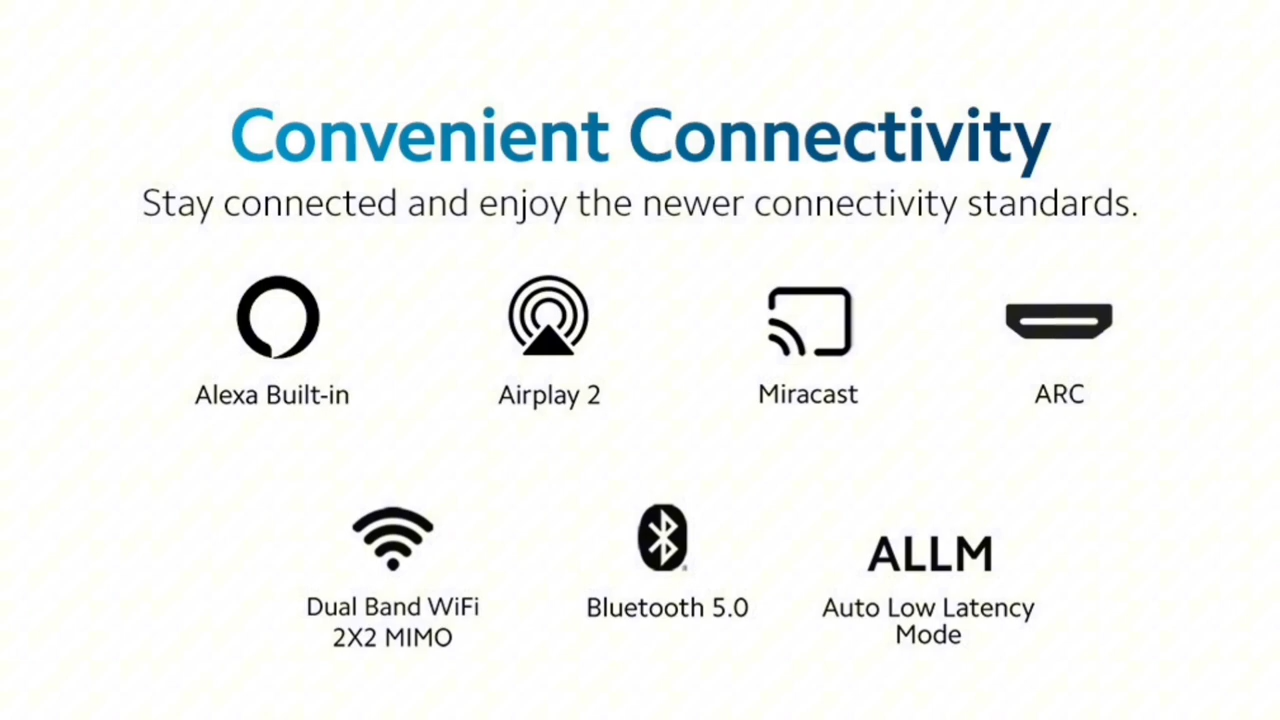 Convenient Connectivity
Stay connected and enjoy the newer connectivity standards.
Alexa Built-in
Airplay 2
Miracast
ARC
Dual Band WiFi
2X2 MIMO
Bluetooth 5.0
ALLM
Auto Low Latency
Mode